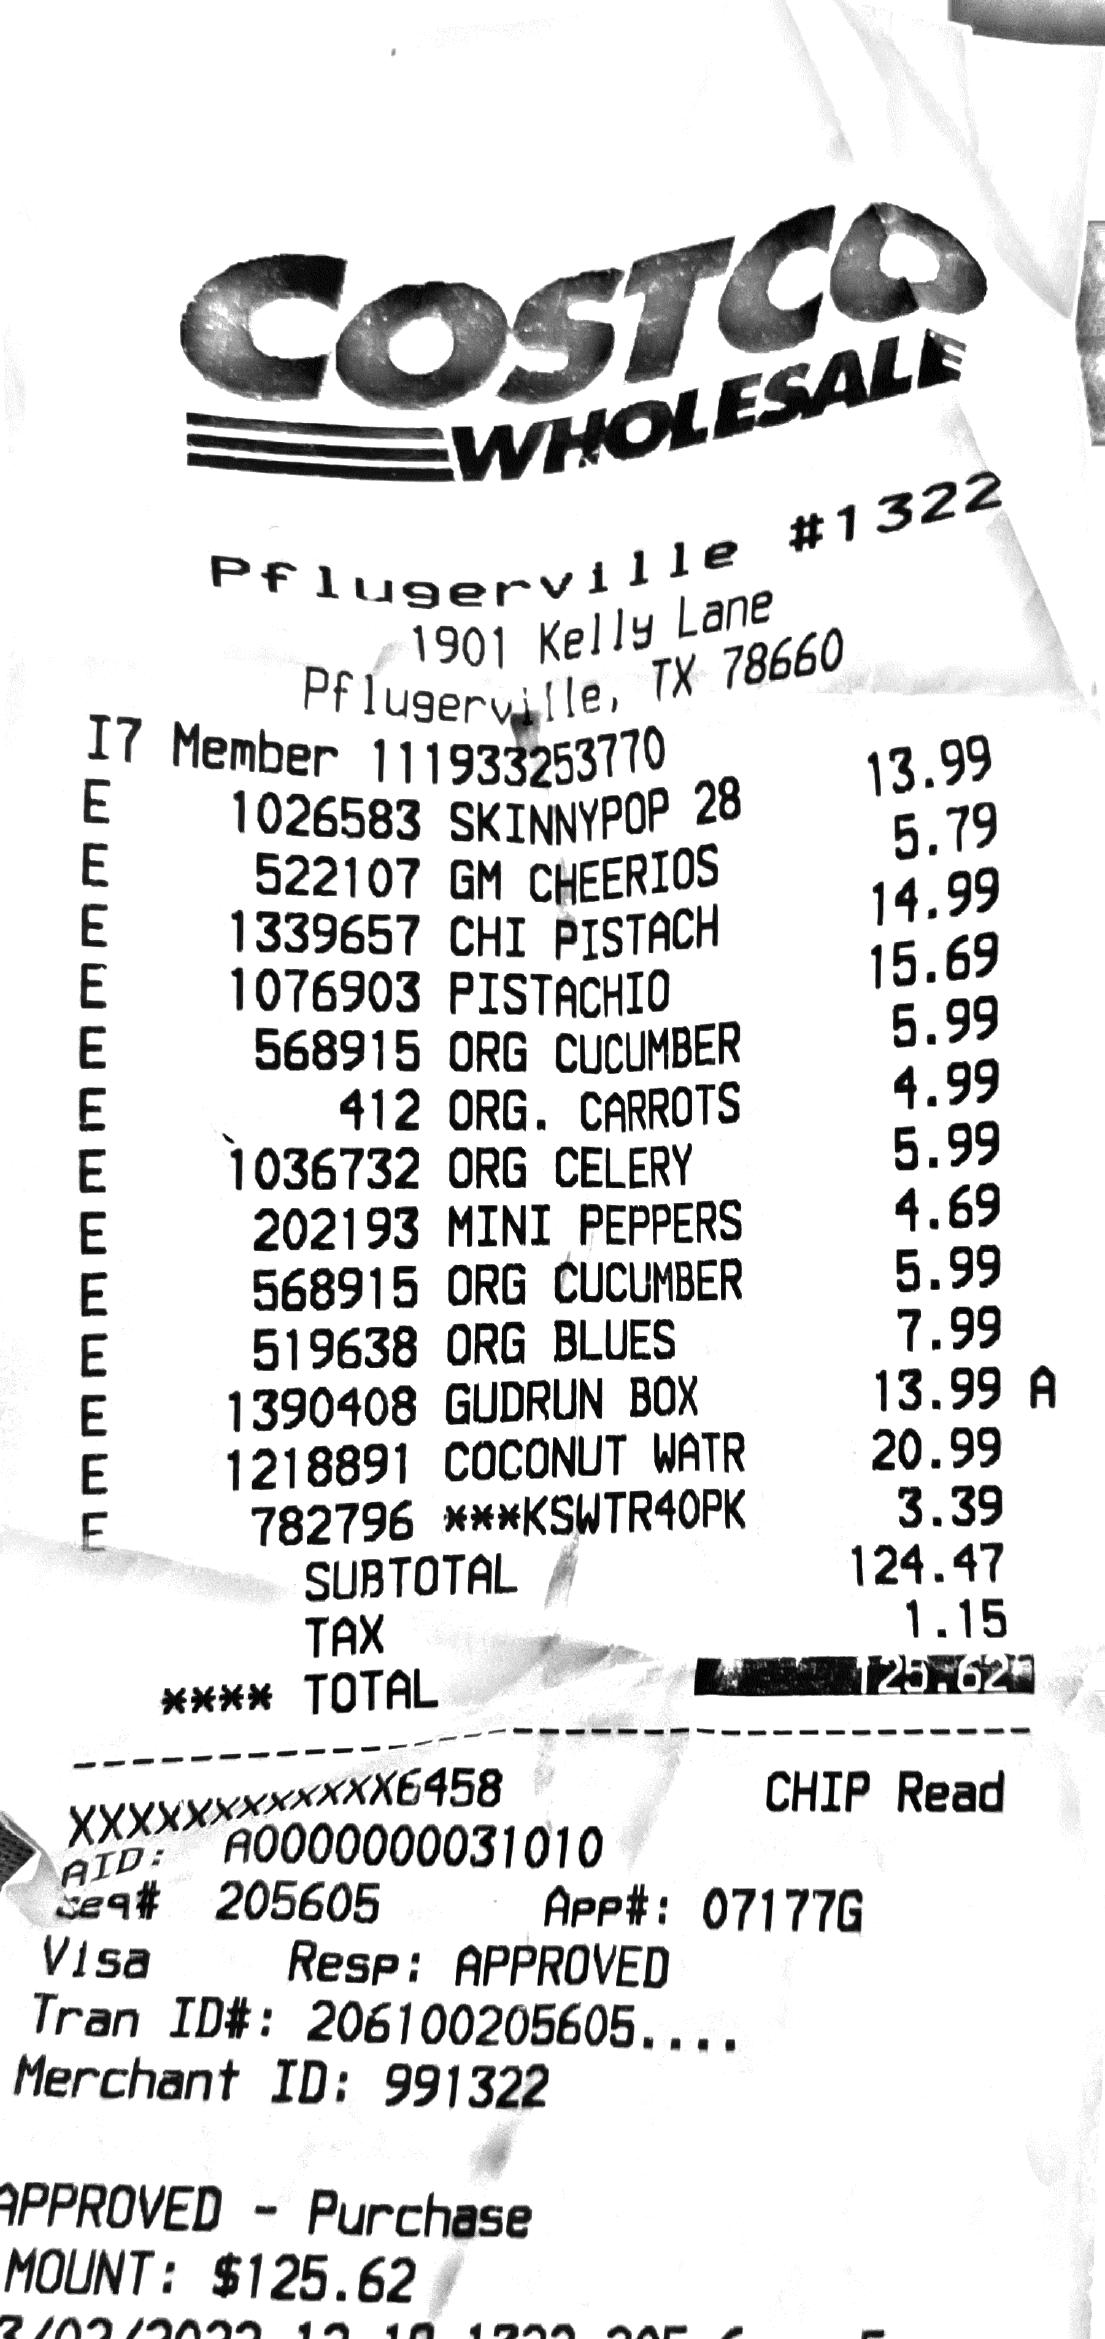 COSTCO
WHOLESALE
Pflugerville #1322
1901 Kelly Lane
Pflugerville, TX 78660
I7 Member 111933253770
E 1026583 SKINNYPOP 28 13.99
E 522107 GM CHEERIOS 5.79
E 1339657 CHI PISTACH 14.99
E 1076903 PISTACHIO 15.69
E 568915 ORG CUCUMBER 5.99
E 412 ORG. CARROTS 4.99
E 1036732 ORG CELERY 5.99
E 202193 MINI PEPPERS 4.69
E 568915 ORG CUCUMBER 5.99
E 519638 ORG BLUES 7.99
E 1390408 GUDRUN BOX 13.99 A
E 1218891 COCONUT WATR 20.99
E 782796 ***KSWTR40PK 3.39
SUBTOTAL 124.47
TAX 1.15
**** TOTAL 125.62
XXXXXXXXXXXXX6458 CHIP Read
AID: A0000000031010
Seq# 205605 App#: 07177G
Visa Resp: APPROVED
Tran ID#: 206100205605....
Merchant ID: 991322
APPROVED - Purchase
MOUNT: $125.62